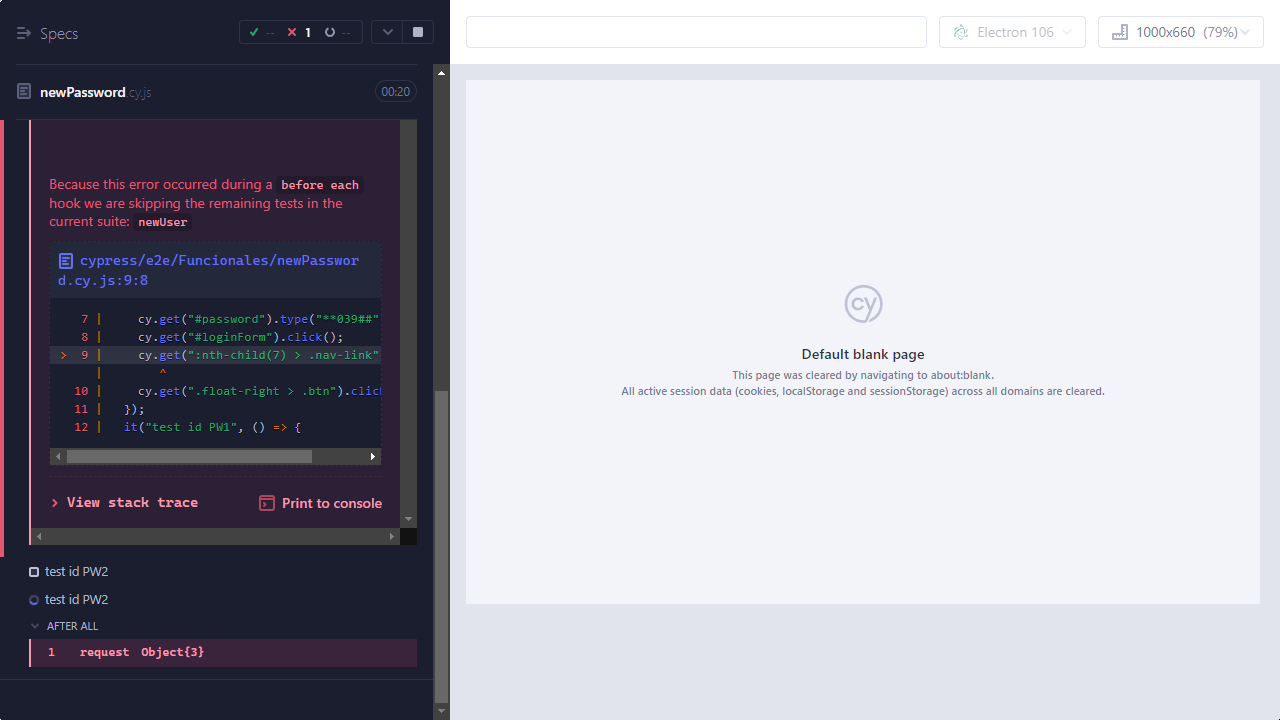 Specs
-- 1 --
Electron 106
1000x660 (79%)
newPassword.cy.js
00:20
Because this error occurred during a before each
hook we are skipping the remaining tests in the
current suite: newUser
cypress/e2e/Funcionales/newPasswor
d.cy.js:9:8
7 | cy.get("#password").type("**039##"
8 | cy.get("#loginForm").click();
> 9 | cy.get(":nth-child(7) > .nav-link"
| ^
10 | cy.get(".float-right > .btn").click
11 | });
12 | it("test id PW1", () => {
> View stack trace
Print to console
test id PW2
test id PW2
AFTER ALL
1 request Object{3}
cy
Default blank page
This page was cleared by navigating to about:blank.
All active session data (cookies, localStorage and sessionStorage) across all domains are cleared.